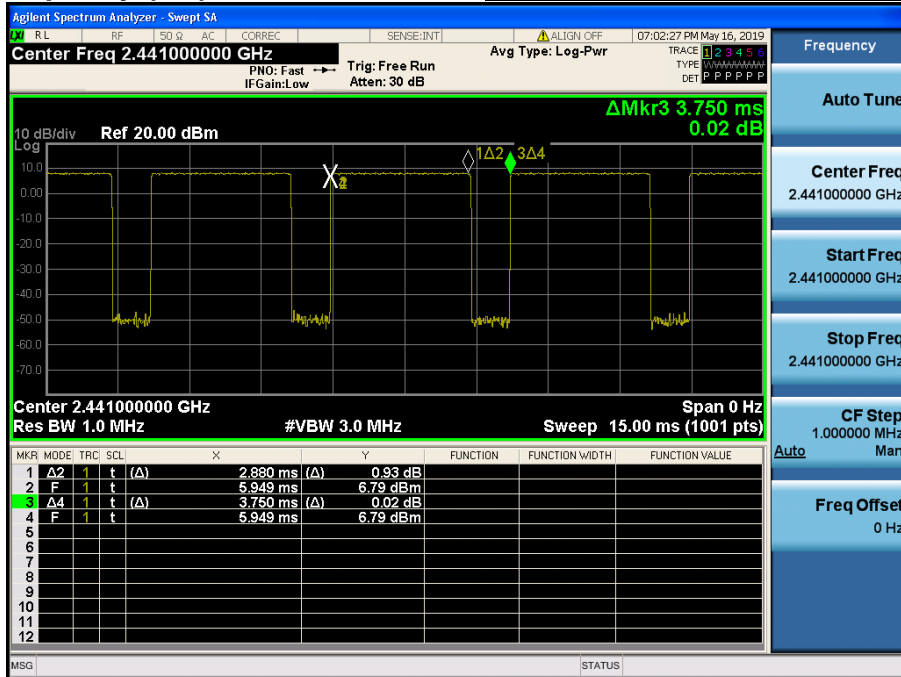 Agilent Spectrum Analyzer - Swept SA
LXI RL RF 50 Ω AC CORREC SENSE:INT ALIGN OFF 07:02:27 PM May 16, 2019
Center Freq 2.441000000 GHz
PNO: Fast
IFGain:Low
Trig: Free Run
Atten: 30 dB
Avg Type: Log-Pwr
TRACE 1 2 3 4 5 6
TYPE WWWWWW
DET P P P P P P
Frequency
ΔMkr3 3.750 ms
0.02 dB
10 dB/div Ref 20.00 dBm
Log
10.0
0.00
-10.0
-20.0
-30.0
-40.0
-50.0
-60.0
-70.0
1Δ2 3Δ4
Center 2.441000000 GHz Span 0 Hz
Res BW 1.0 MHz #VBW 3.0 MHz Sweep 15.00 ms (1001 pts)
MKR MODE TRC SCL X Y FUNCTION FUNCTION WIDTH FUNCTION VALUE
1 Δ2 1 t (Δ) 2.880 ms (Δ) 0.93 dB
2 F 1 t 5.949 ms 6.79 dBm
3 Δ4 1 t (Δ) 3.750 ms (Δ) 0.02 dB
4 F 1 t 5.949 ms 6.79 dBm
5
6
7
8
9
10
11
12
MSG STATUS
Auto Tune
Center Freq
2.441000000 GHz
Start Freq
2.441000000 GHz
Stop Freq
2.441000000 GHz
CF Step
1.000000 MHz
Auto Man
Freq Offset
0 Hz